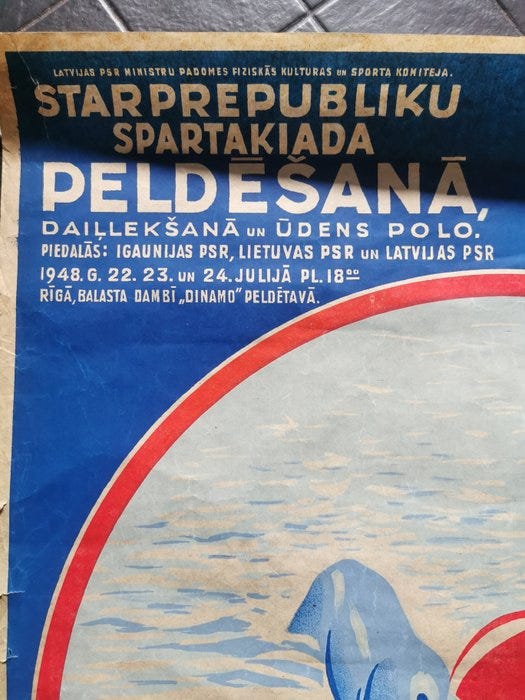 LATVIJAS PSR MINISTRU PADOMES FIZISKĀS KULTURAS UN SPORTA KOMITEJA.
STARPREPUBLIKU
SPARTAKIADA
PELDĒŠANĀ,
DAIĻLEKŠANĀ UN ŪDENS POLO.
PIEDALĀS: IGAUNIJAS PSR, LIETUVAS PSR UN LATVIJAS PSR
1948. G. 22. 23. UN 24. JULIJĀ PL. 18⁰⁰
RĪGĀ, BALASTA DAMBĪ „DINAMO" PELDĒTAVĀ.